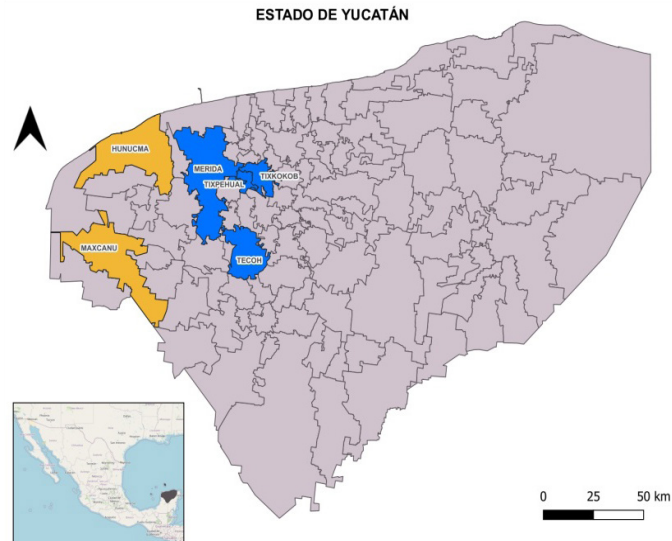 ESTADO DE YUCATÁN
HUNUCMA
MERIDA
TIXKOKOB
TIXPEHUAL
MAXCANU
TECOH
0 25 50 km